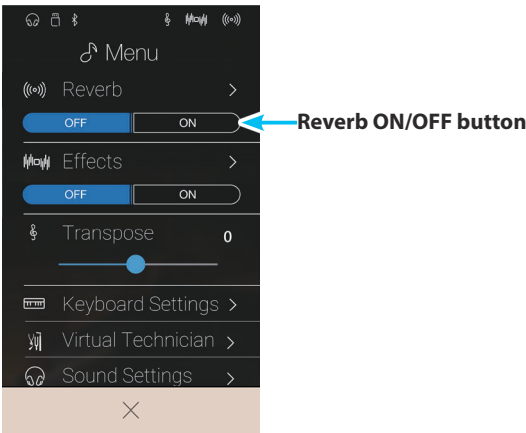 Menu
Reverb
OFF ON
Reverb ON/OFF button
Effects
OFF ON
Transpose 0
Keyboard Settings
Virtual Technician
Sound Settings